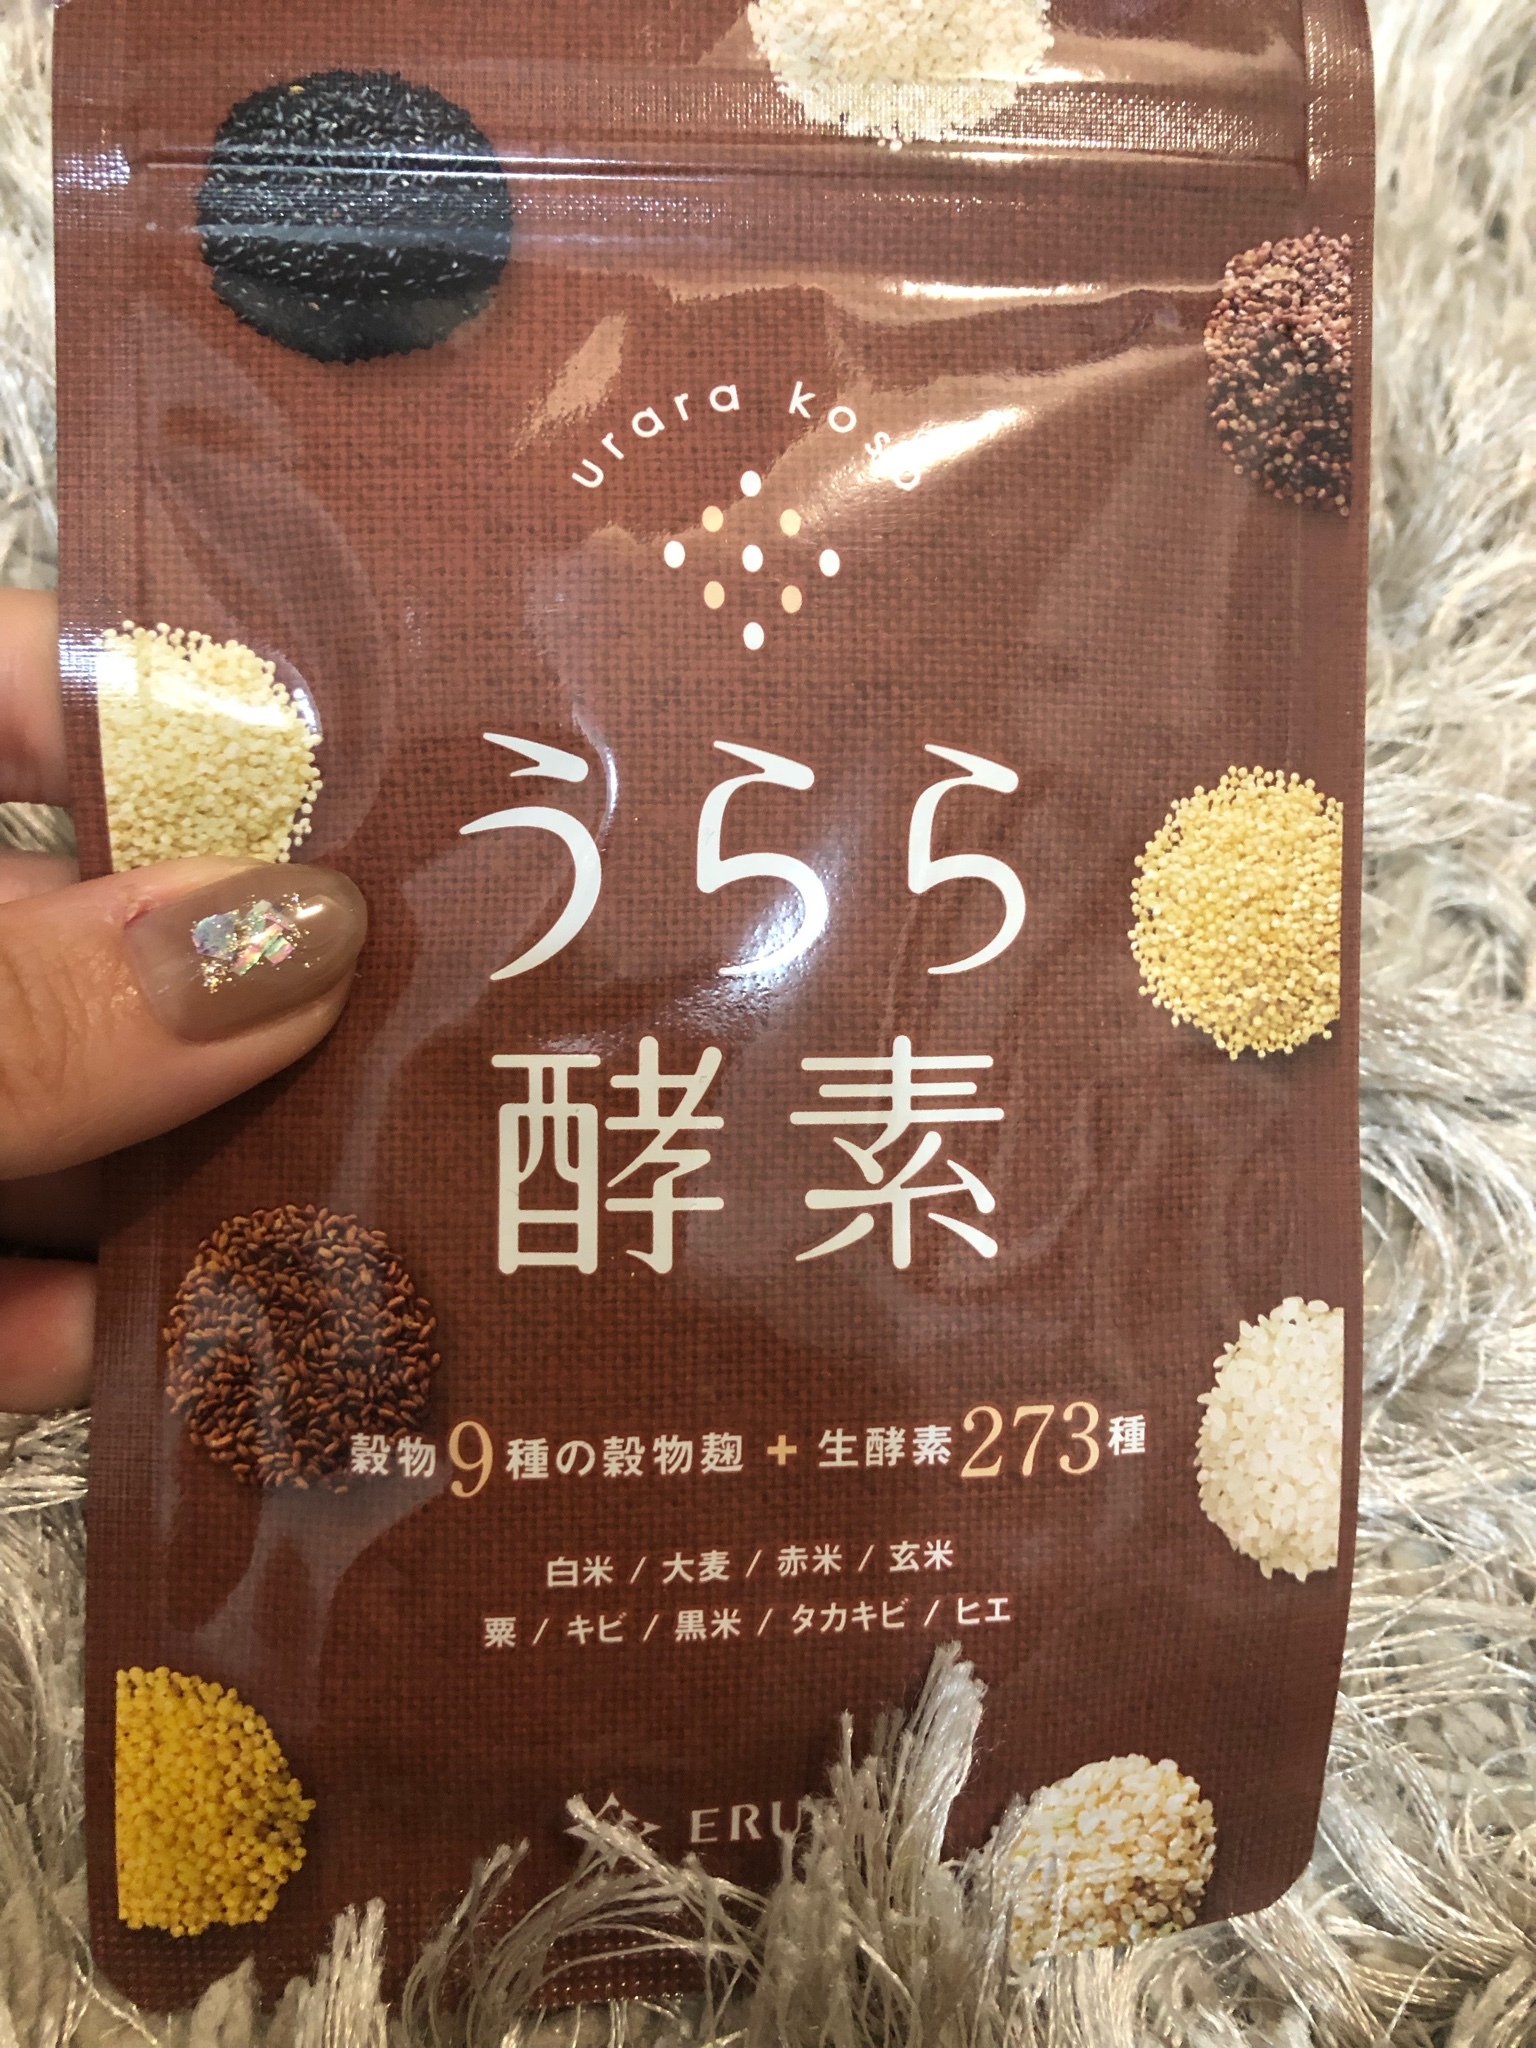 urara koso
うらら
酵素
穀物9種の穀物麹 + 生酵素273種
白米 / 大麦 / 赤米 / 玄米
粟 / キビ / 黒米 / タカキビ / ヒエ